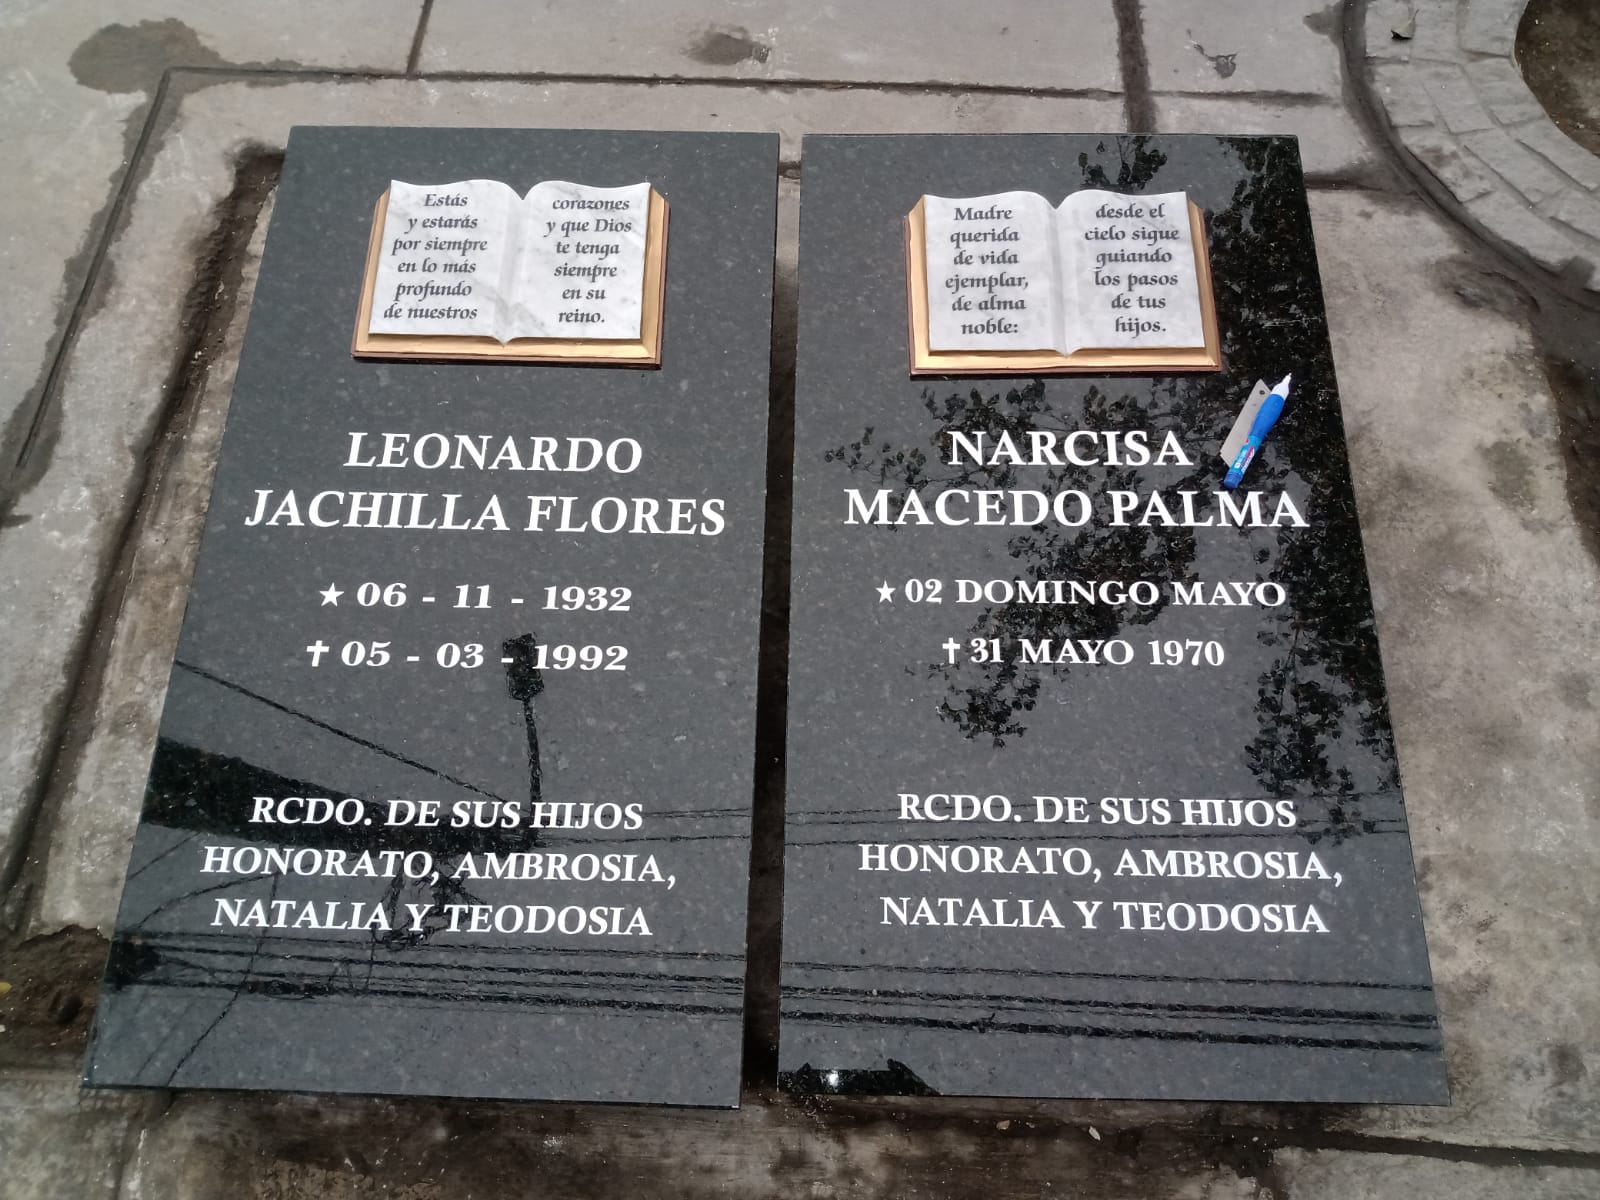 Estás
y estarás
por siempre
en lo más
profundo
de nuestros
corazones
y que Dios
te tenga
siempre
en su
reino.
LEONARDO
JACHILLA FLORES
★ 06 - 11 - 1932
✝ 05 - 03 - 1992
RCDO. DE SUS HIJOS
HONORATO, AMBROSIA,
NATALIA Y TEODOSIA
Madre
querida
de vida
ejemplar,
de alma
noble:
desde el
cielo sigue
guiando
los pasos
de tus
hijos.
NARCISA
MACEDO PALMA
★ 02 DOMINGO MAYO
✝ 31 MAYO 1970
RCDO. DE SUS HIJOS
HONORATO, AMBROSIA,
NATALIA Y TEODOSIA